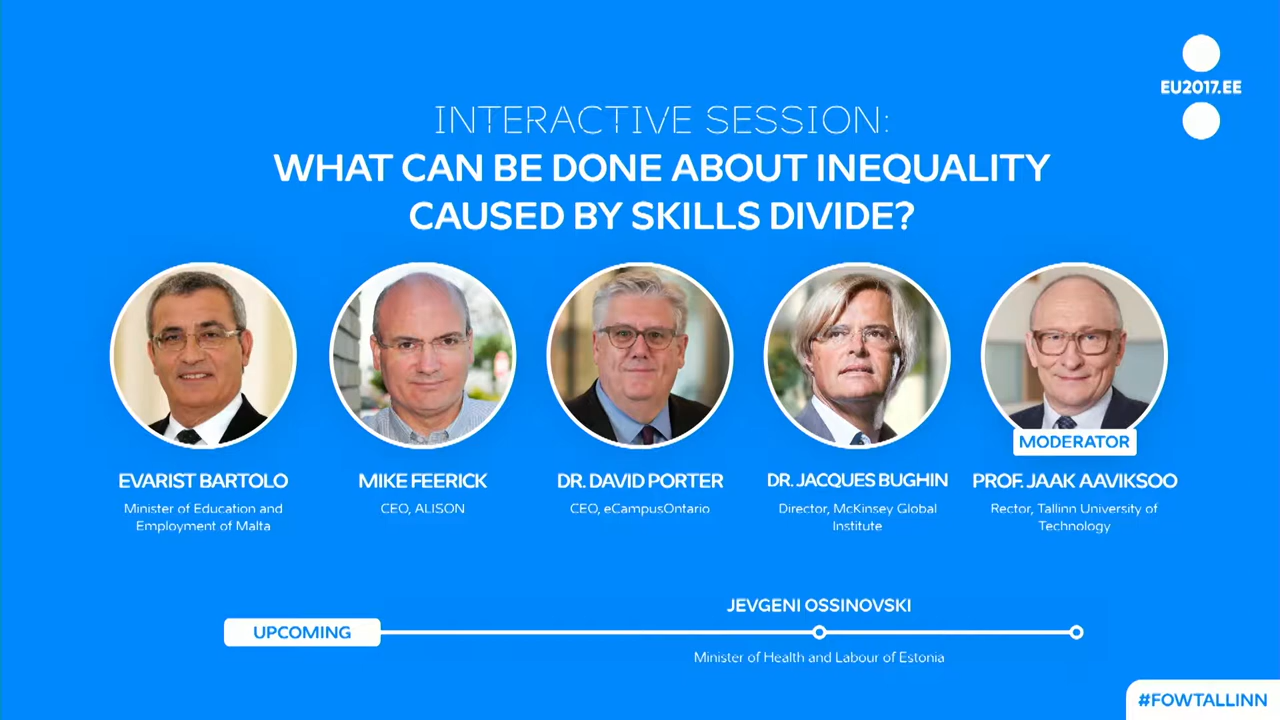 EU2017.EE
INTERACTIVE SESSION:
WHAT CAN BE DONE ABOUT INEQUALITY
CAUSED BY SKILLS DIVIDE?
MODERATOR
EVARIST BARTOLO
Minister of Education and
Employment of Malta
MIKE FEERICK
CEO, ALISON
DR. DAVID PORTER
CEO, eCampusOntario
DR. JACQUES BUGHIN
Director, McKinsey Global
Institute
PROF. JAAK AAVIKSOO
Rector, Tallinn University of
Technology
UPCOMING
JEVGENI OSSINOVSKI
Minister of Health and Labour of Estonia
#FOWTALLINN